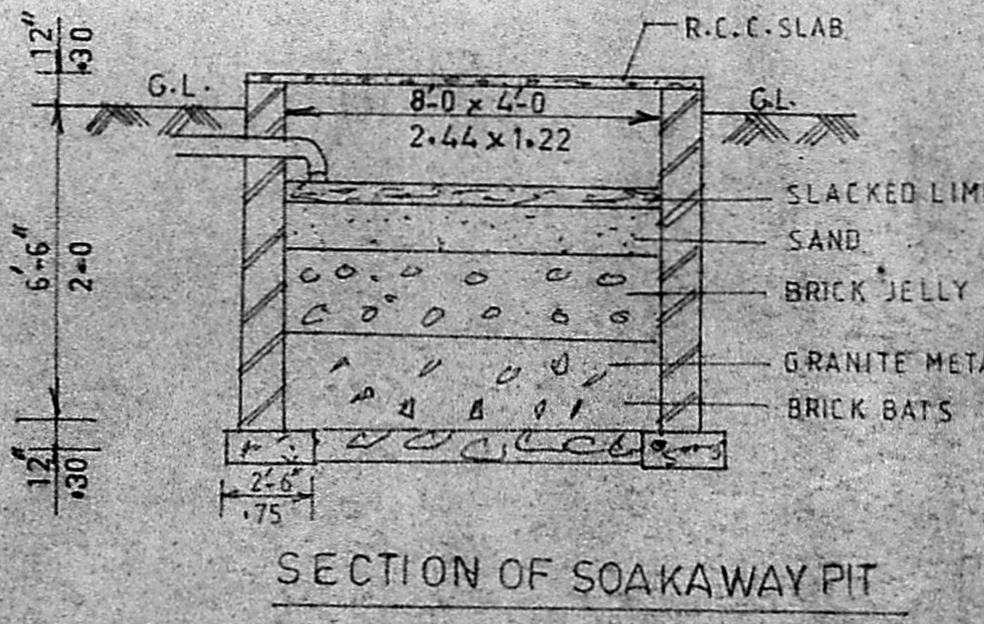 12"
.30
R.C.C. SLAB
G.L.
8'-0 x 4'-0
2.44 x 1.22
G.L.
SLACKED LIM
SAND
6'-6"
2-0
BRICK JELLY
GRANITE META
BRICK BATS
12"
.30
2'-6"
.75
SECTION OF SOAKAWAY PIT